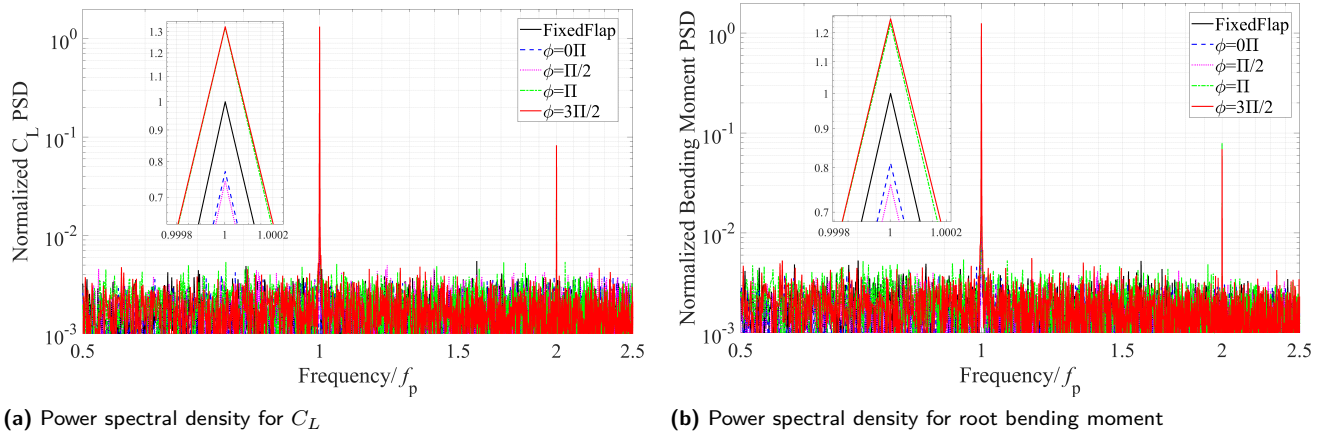 Normalized C_L PSD
10^0
10^-1
10^-2
10^-3
1.3
1.2
1.1
1
0.9
0.8
0.7
0.9998 1 1.0002
FixedFlap
ϕ=0Π
ϕ=Π/2
ϕ=Π
ϕ=3Π/2
0.5 1 1.5 2 2.5
Frequency/f_p
(a) Power spectral density for C_L
Normalized Bending Moment PSD
10^0
10^-1
10^-2
10^-3
1.2
1.1
1
0.9
0.8
0.7
0.9998 1 1.0002
FixedFlap
ϕ=0Π
ϕ=Π/2
ϕ=Π
ϕ=3Π/2
0.5 1 1.5 2 2.5
Frequency/f_p
(b) Power spectral density for root bending moment